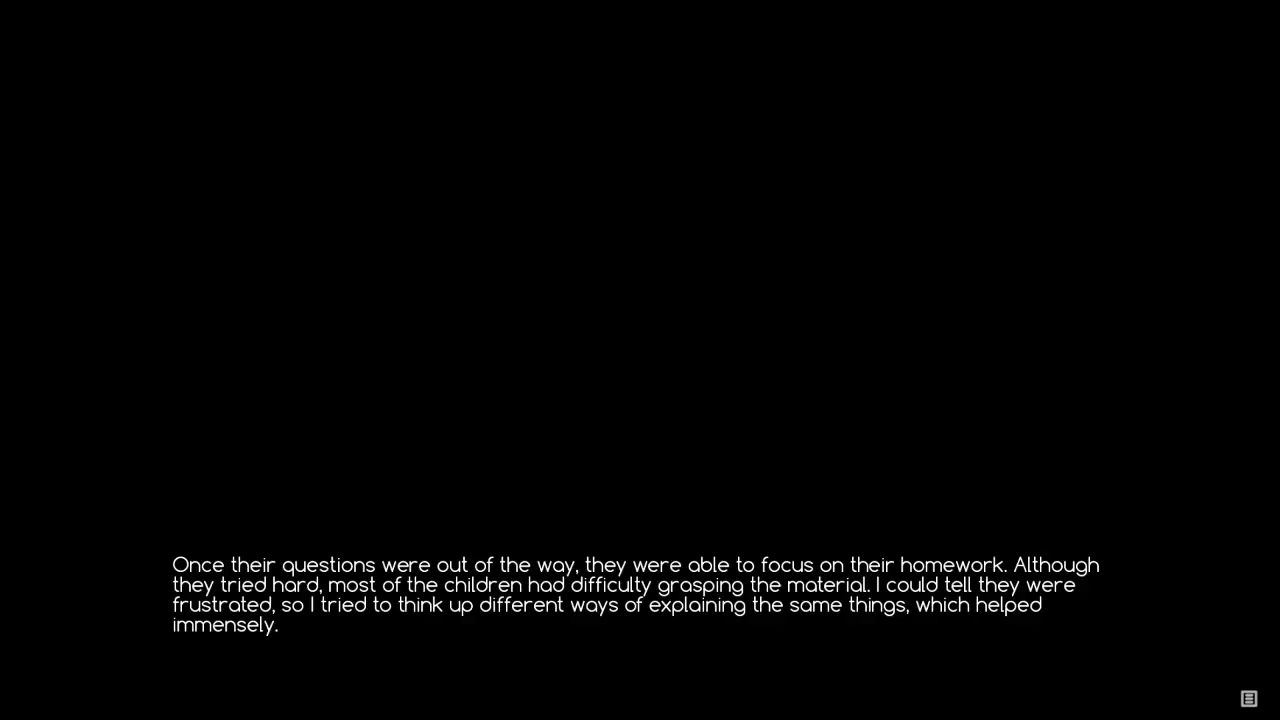 Once their questions were out of the way, they were able to focus on their homework. Although
they tried hard, most of the children had difficulty grasping the material. I could tell they were
frustrated, so I tried to think up different ways of explaining the same things, which helped
immensely.